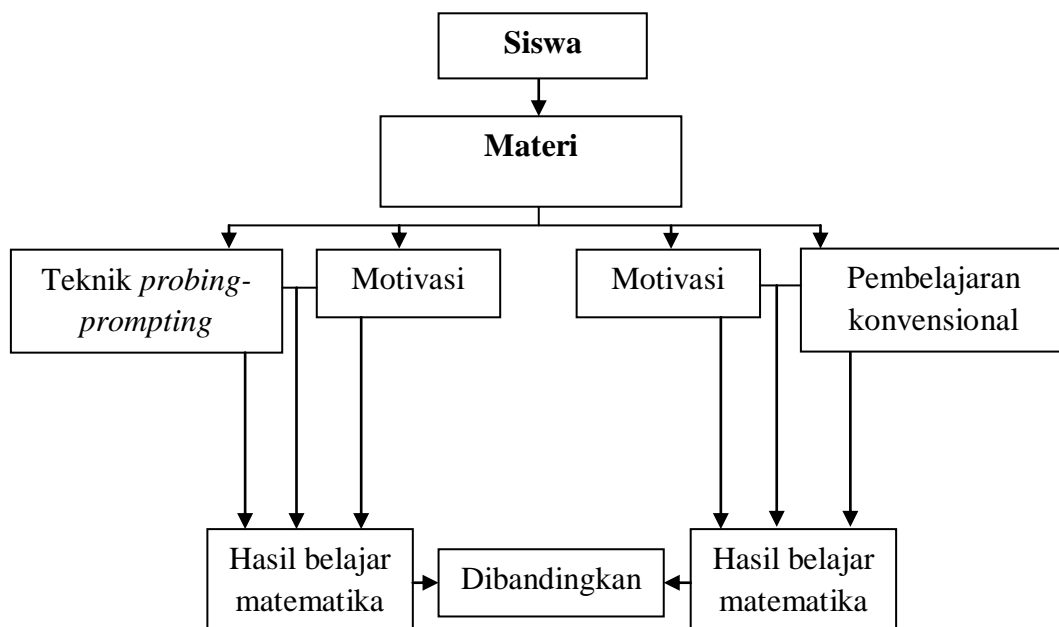 Siswa
Materi
Teknik probing-
prompting
Motivasi
Motivasi
Pembelajaran
konvensional
Hasil belajar
matematika
Dibandingkan
Hasil belajar
matematika